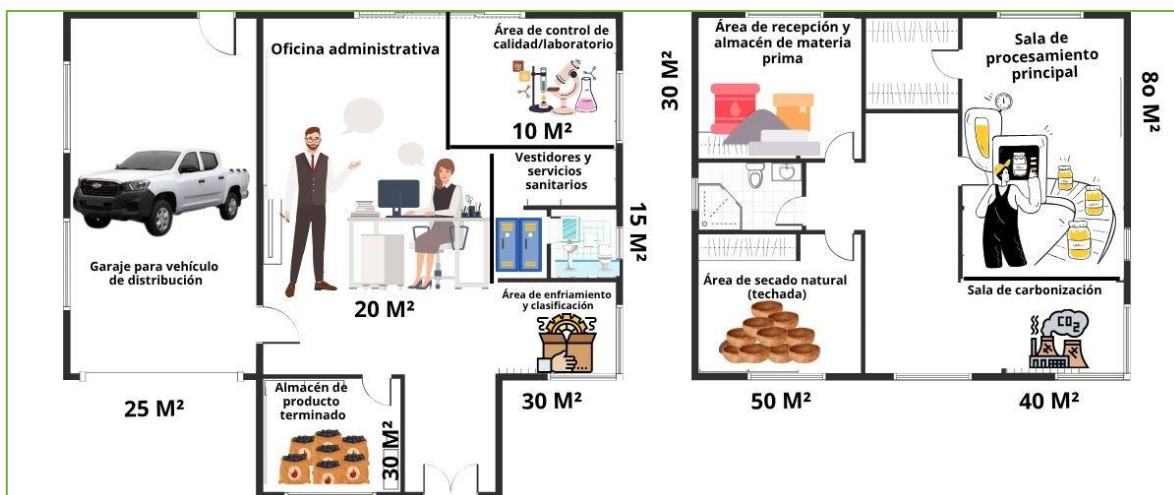 Oficina administrativa
Área de control de
calidad/laboratorio
10 M²
Vestidores y
servicios
sanitarios
15 M²
Garaje para vehículo
de distribución
20 M²
Área de enfriamiento
y clasificación
25 M²
Almacén de
producto
terminado
30 M²
30 M²
Área de recepción y
almacén de materia
prima
30 M²
Sala de
procesamiento
principal
8o M²
Área de secado natural
(techada)
Sala de carbonización
CO₂
50 M²
40 M²